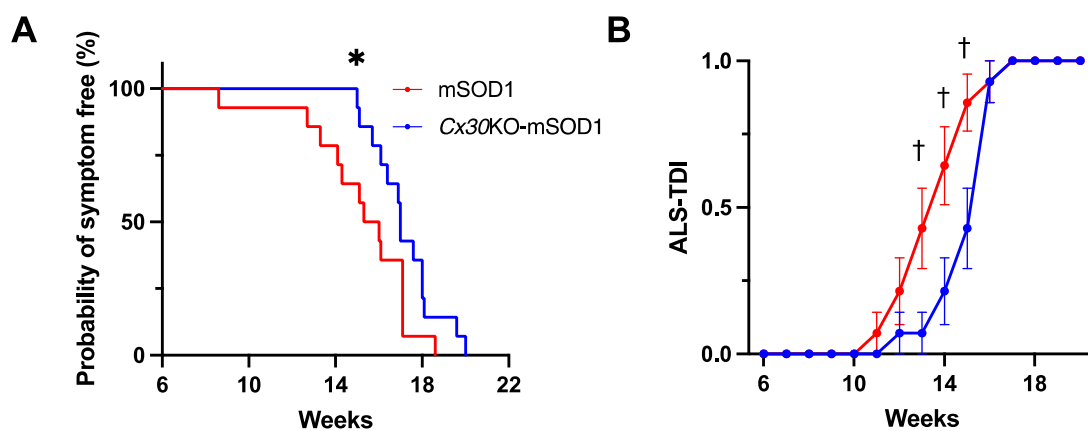 A
Probability of symptom free (%)
100
50
0
6
10
14
18
22
Weeks
*
mSOD1
Cx30KO-mSOD1
B
ALS-TDI
1.0
0.5
0.0
6
10
14
18
Weeks
†
†
†